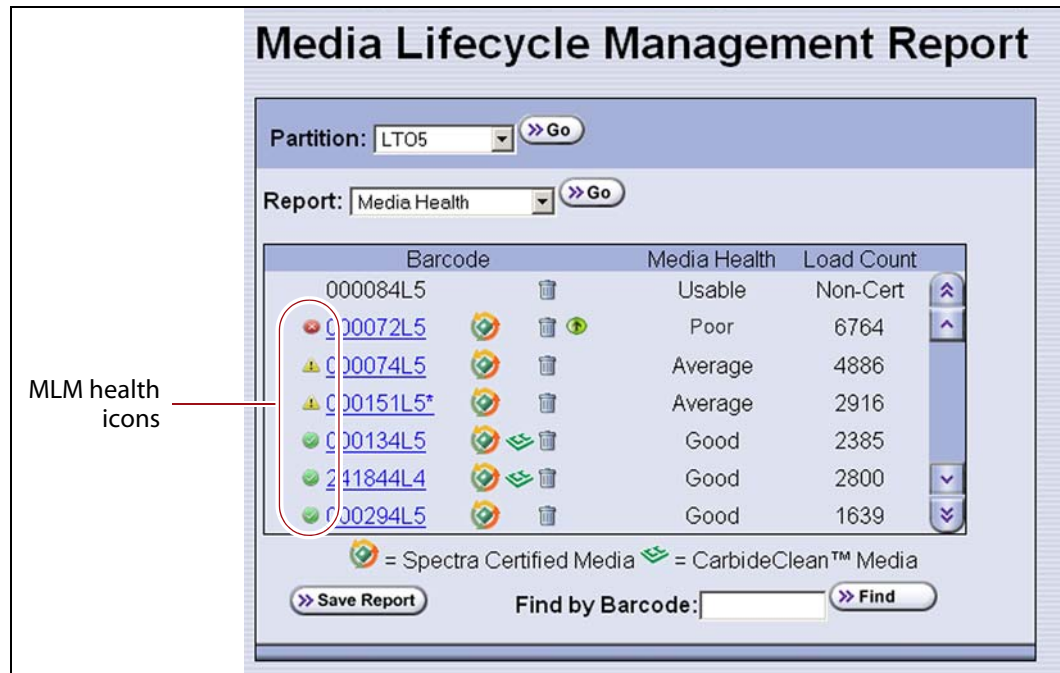 Media Lifecycle Management Report
Partition: LTO5 >> Go
Report: Media Health >> Go
Barcode Media Health Load Count
000084L5 Usable Non-Cert
000072L5 Poor 6764
000074L5 Average 4886
000151L5* Average 2916
000134L5 Good 2385
241844L4 Good 2800
000294L5 Good 1639
MLM health
icons
= Spectra Certified Media = CarbideClean™ Media
>> Save Report Find by Barcode: >> Find